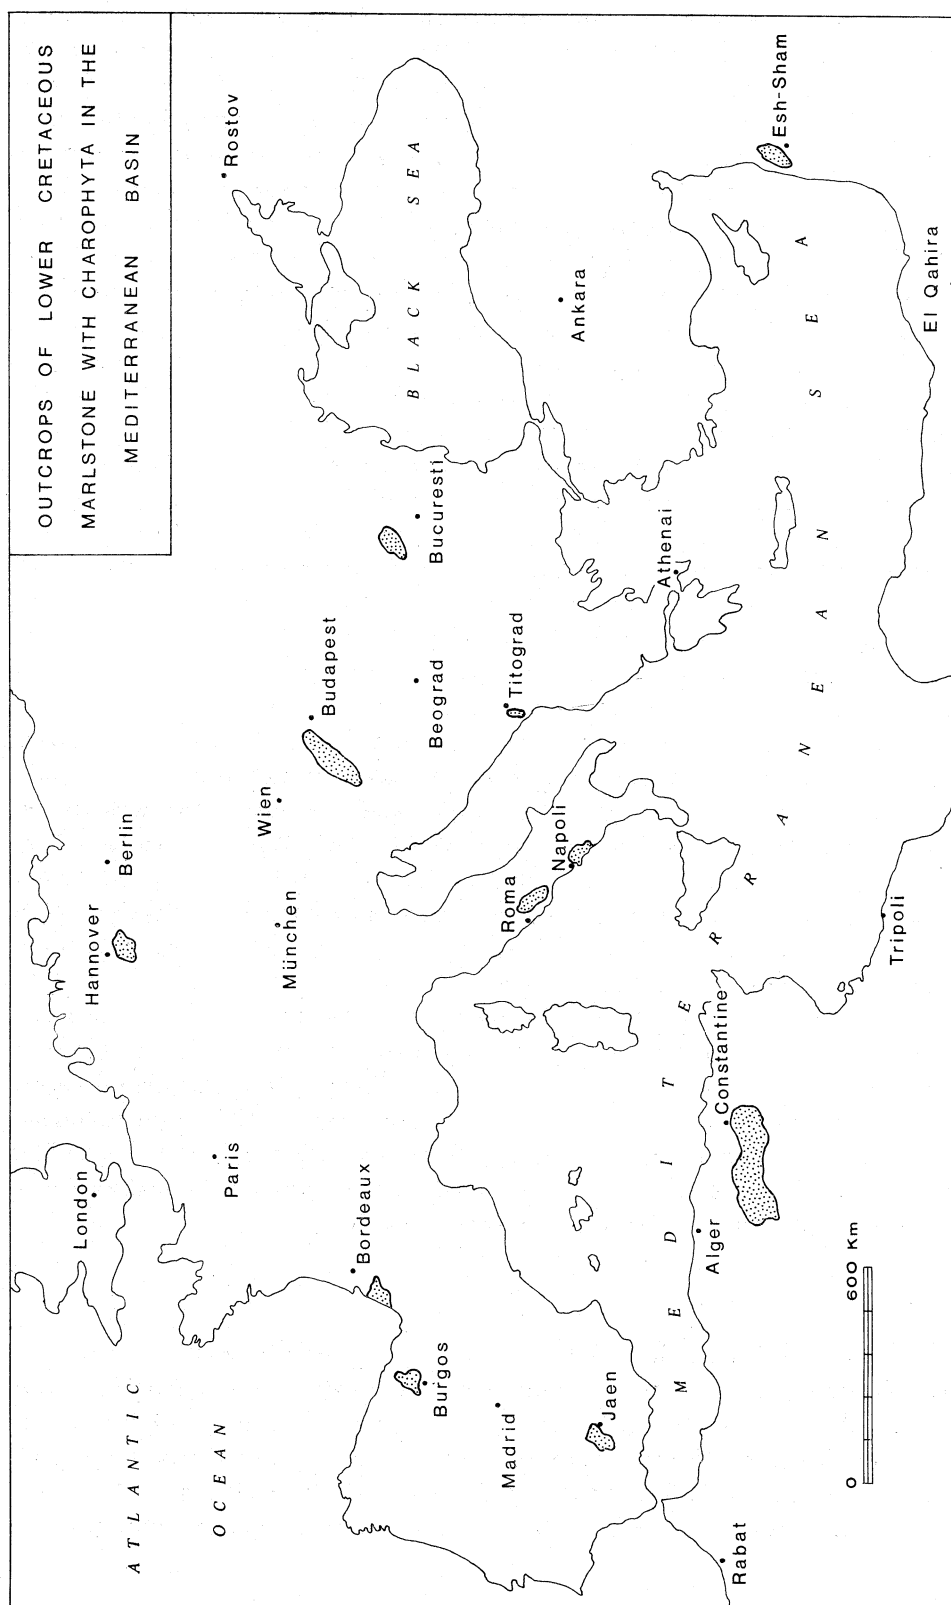 OUTCROPS OF LOWER CRETACEOUS
MARLSTONE WITH CHAROPHYTA IN THE
MEDITERRANEAN BASIN
Rostov
BLACK SEA
Esh-Sham
Ankara
El Qahira
Bucuresti
Athenai
Budapest
Beograd
Titograd
Wien
Berlin
Hannover
München
Roma
Napoli
Tripoli
London
Paris
Bordeaux
Constantine
Alger
ATLANTIC
OCEAN
Burgos
Madrid
Jaen
Rabat
MEDITERRANEAN SEA
0 600 Km